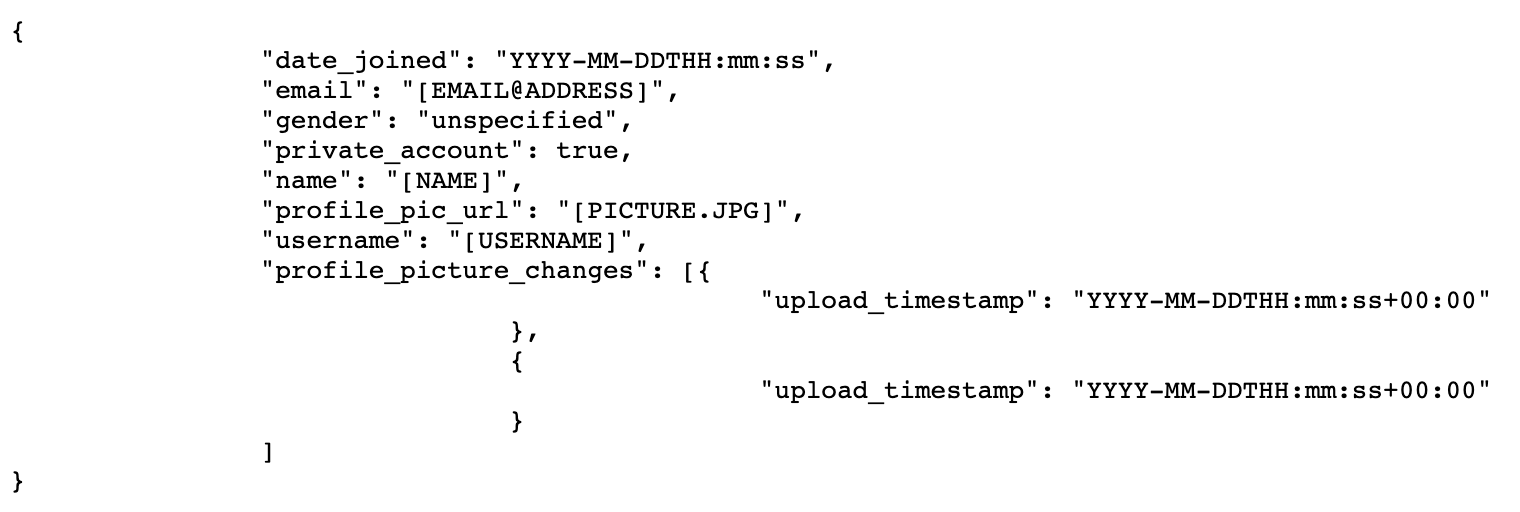 {
"date_joined": "YYYY-MM-DDTHH:mm:ss",
"email": "[EMAIL@ADDRESS]",
"gender": "unspecified",
"private_account": true,
"name": "[NAME]",
"profile_pic_url": "[PICTURE.JPG]",
"username": "[USERNAME]",
"profile_picture_changes": [{
"upload_timestamp": "YYYY-MM-DDTHH:mm:ss+00:00"
},
{
"upload_timestamp": "YYYY-MM-DDTHH:mm:ss+00:00"
}
]
}